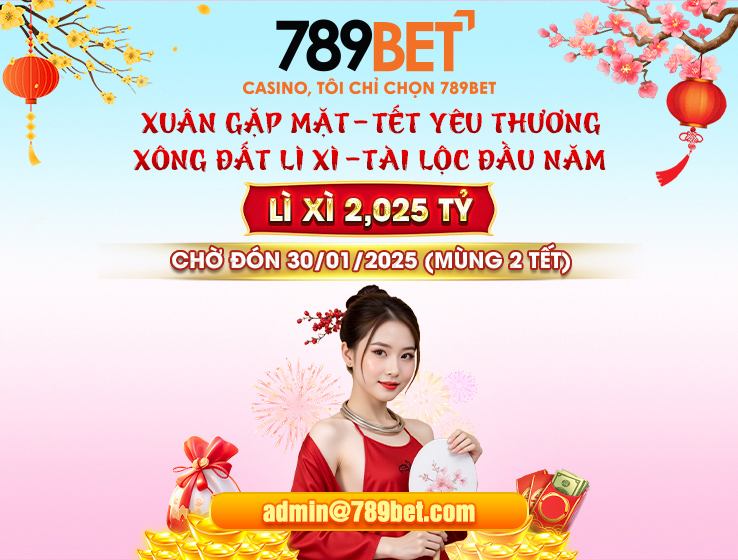 789BET
CASINO, TÔI CHỈ CHỌN 789BET
XUÂN GẶP MẶT - TẾT YÊU THƯƠNG
XÔNG ĐẤT LÌ XÌ - TÀI LỘC ĐẦU NĂM
LÌ XÌ 2,025 TỶ
CHỜ ĐÓN 30/01/2025 (MÙNG 2 TẾT)
admin@789bet.com